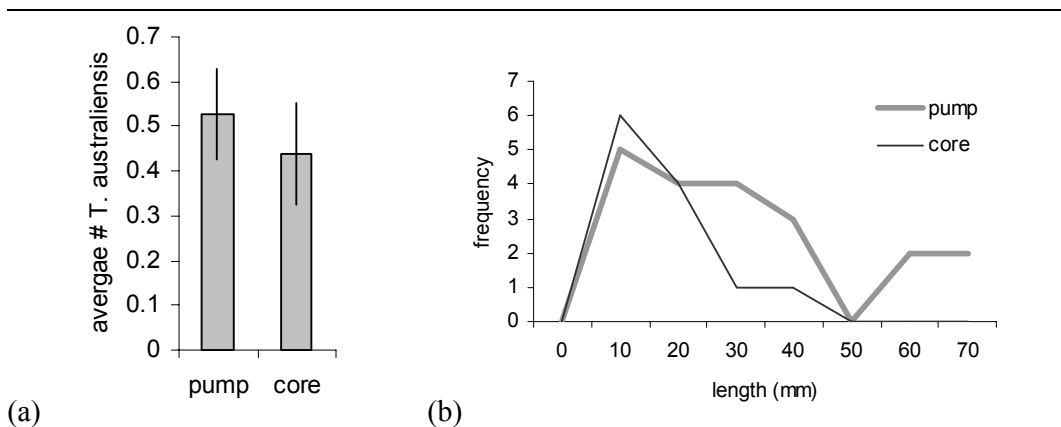 avergae # T. australiensis
0.7
0.6
0.5
0.4
0.3
0.2
0.1
0
pump core
(a)
frequency
7
6
5
4
3
2
1
0
0 10 20 30 40 50 60 70
length (mm)
pump
core
(b)